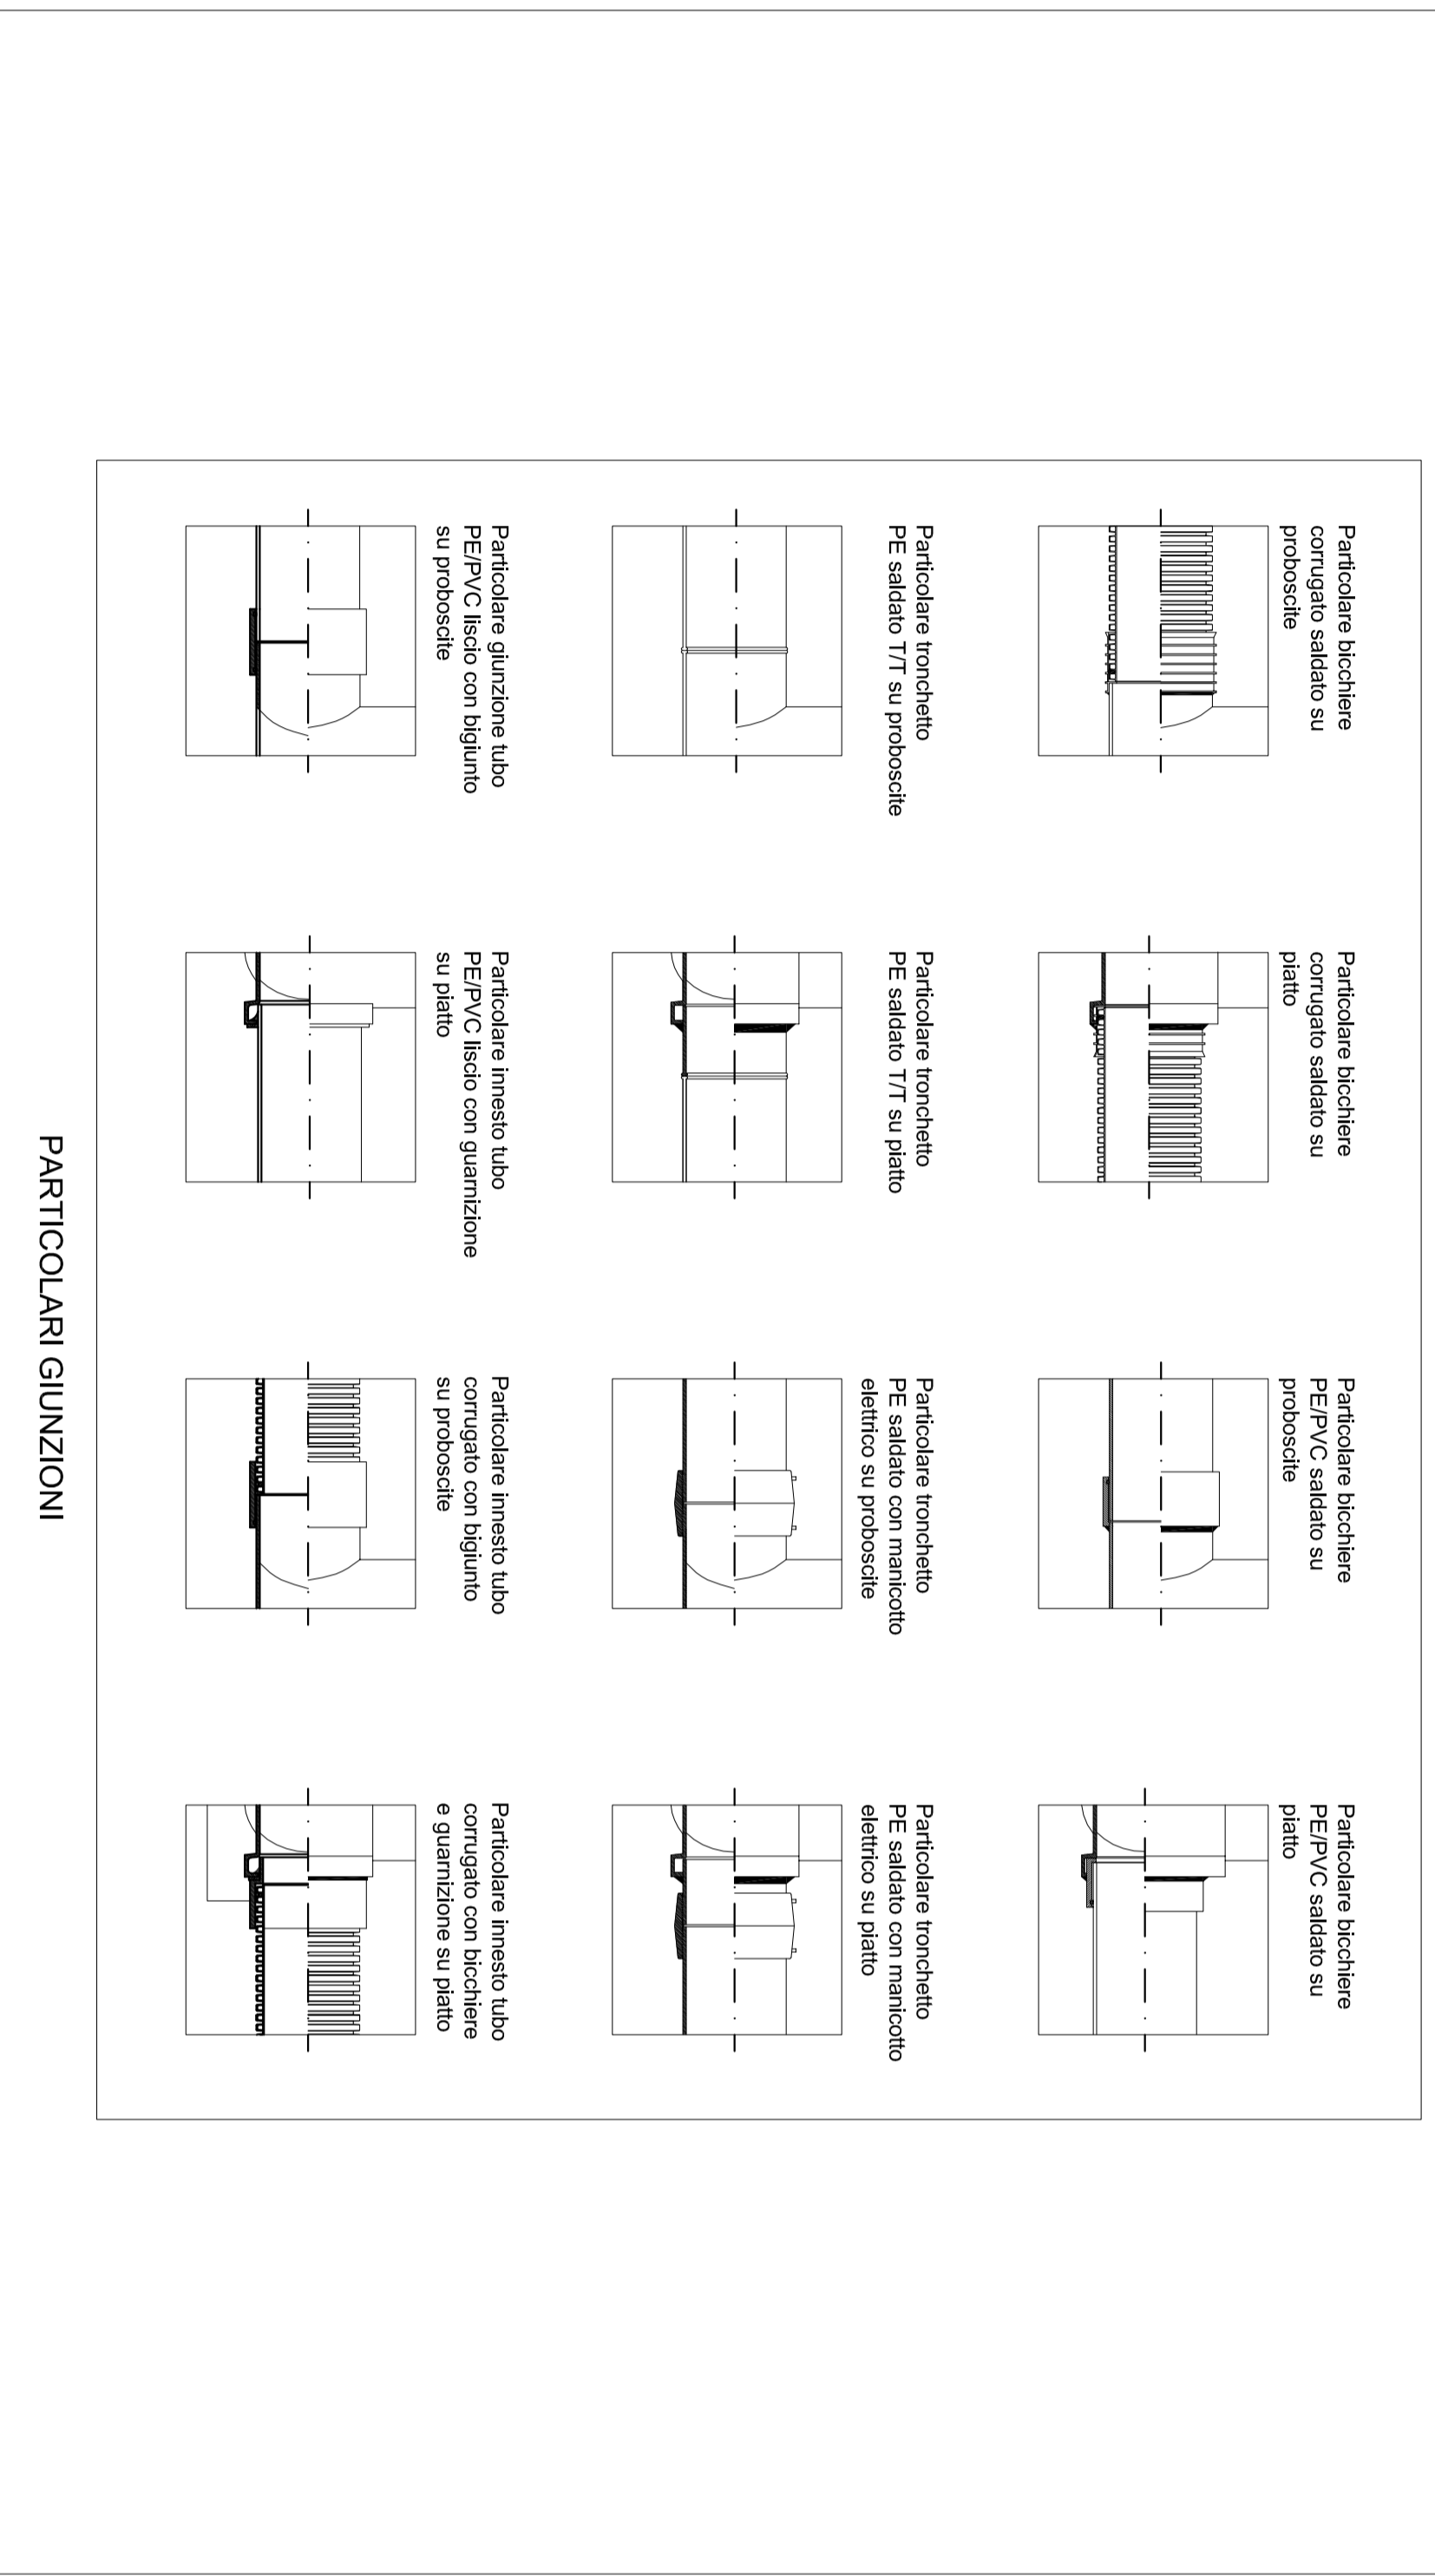 Particolare bicchiere
corrugato saldato su
proboscite
Particolare bicchiere
corrugato saldato su
piatto
Particolare bicchiere
PE/PVC saldato su
proboscite
Particolare bicchiere
PE/PVC saldato su
piatto
Particolare tronchetto
PE saldato T/T su proboscite
Particolare tronchetto
PE saldato T/T su piatto
Particolare tronchetto
PE saldato con manicotto
elettrico su proboscite
Particolare tronchetto
PE saldato con manicotto
elettrico su piatto
Particolare giunzione tubo
PE/PVC liscio con bigiunto
su proboscite
Particolare innesto tubo
PE/PVC liscio con guarnizione
su piatto
Particolare innesto tubo
corrugato con bigiunto
su proboscite
Particolare innesto tubo
corrugato con bicchiere
e guarnizione su piatto
PARTICOLARI GIUNZIONI